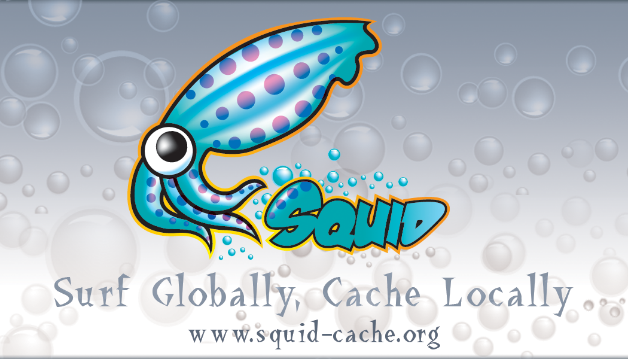 SQUID
Surf Globally, Cache Locally
www.squid-cache.org